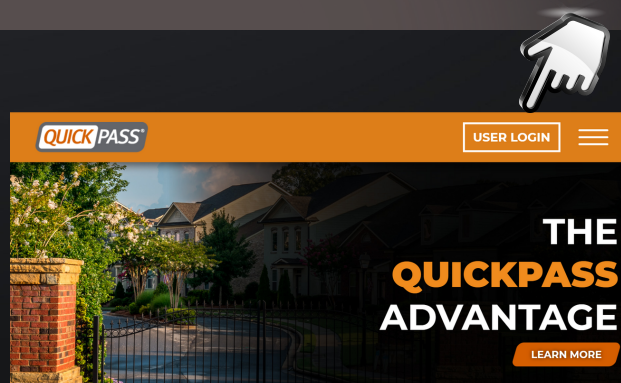 QUICK PASS®
USER LOGIN
THE
QUICKPASS
ADVANTAGE
LEARN MORE